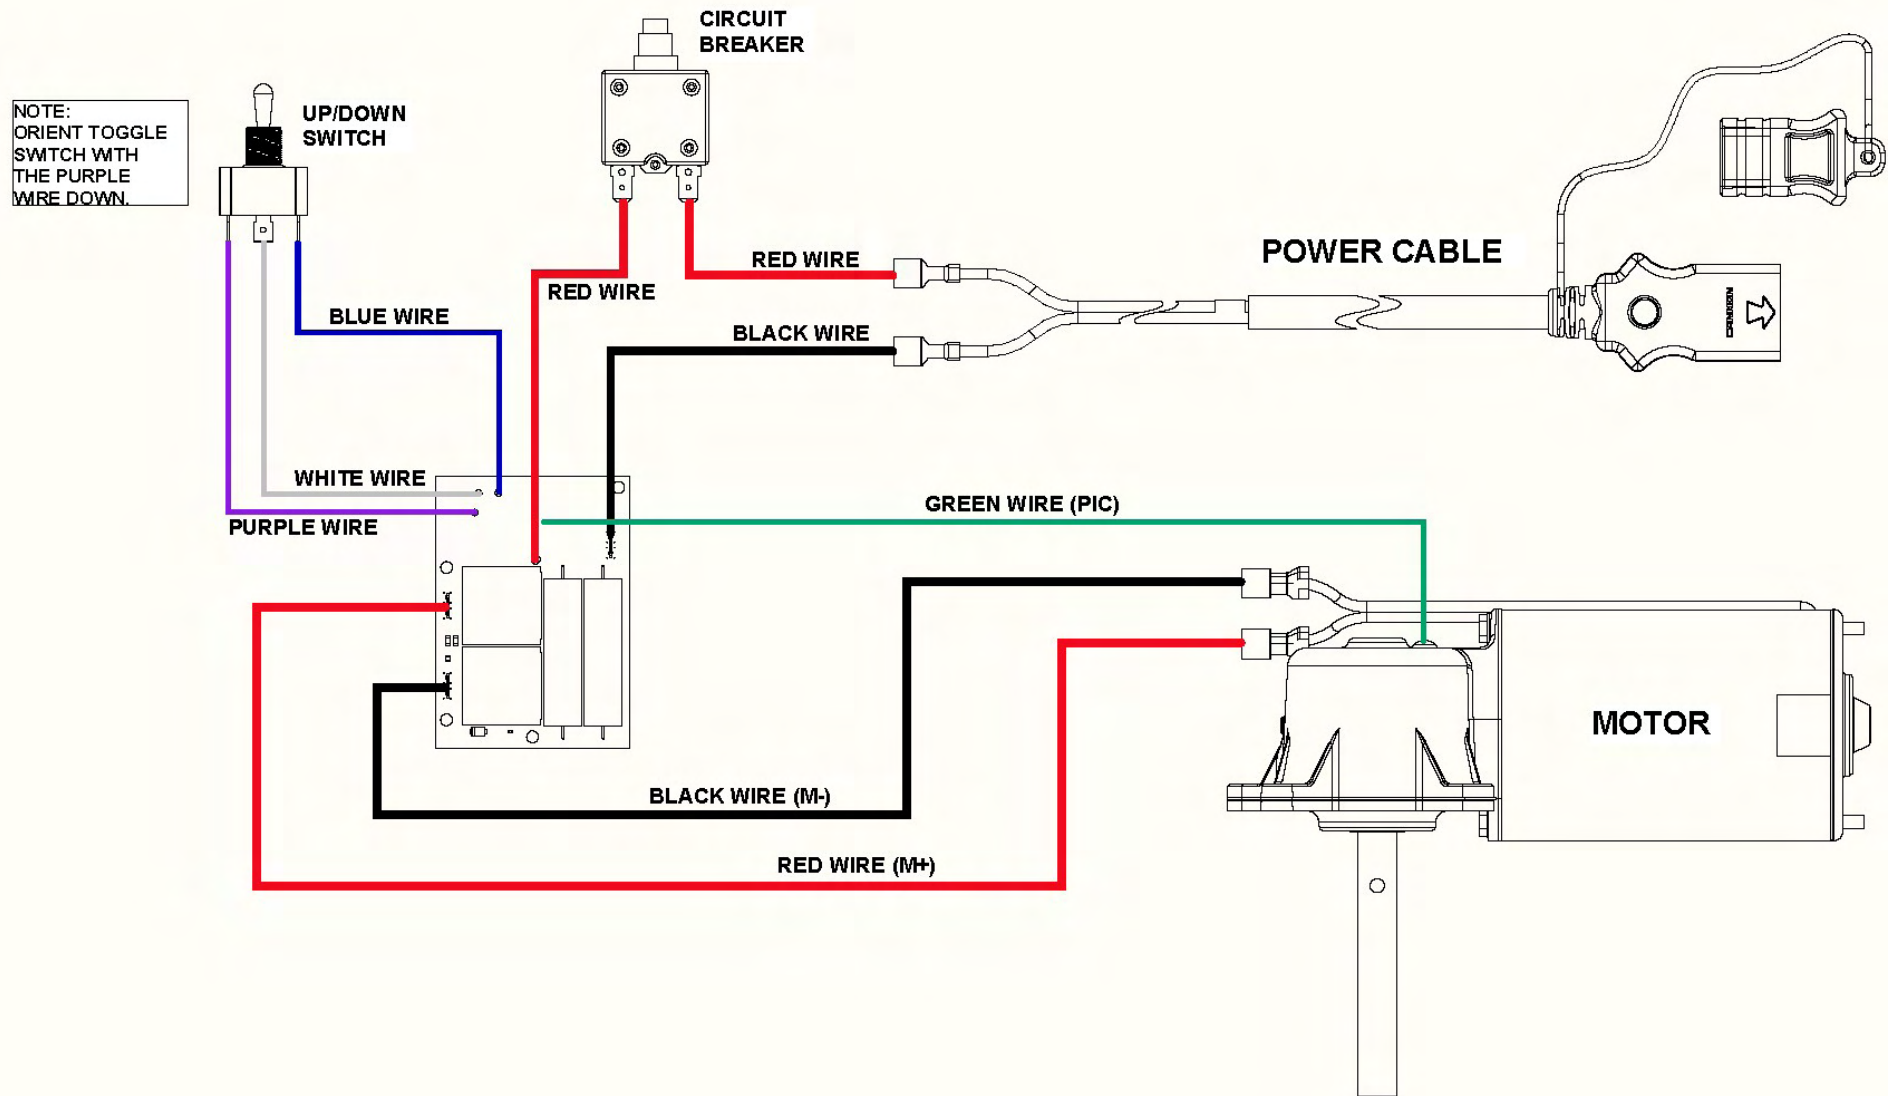 CIRCUIT
BREAKER
NOTE:
ORIENT TOGGLE
SWITCH WITH
THE PURPLE
WIRE DOWN.
UP/DOWN
SWITCH
POWER CABLE
RED WIRE
RED WIRE
BLUE WIRE
BLACK WIRE
WHITE WIRE
PURPLE WIRE
GREEN WIRE (PIC)
MOTOR
BLACK WIRE (M-)
RED WIRE (M+)